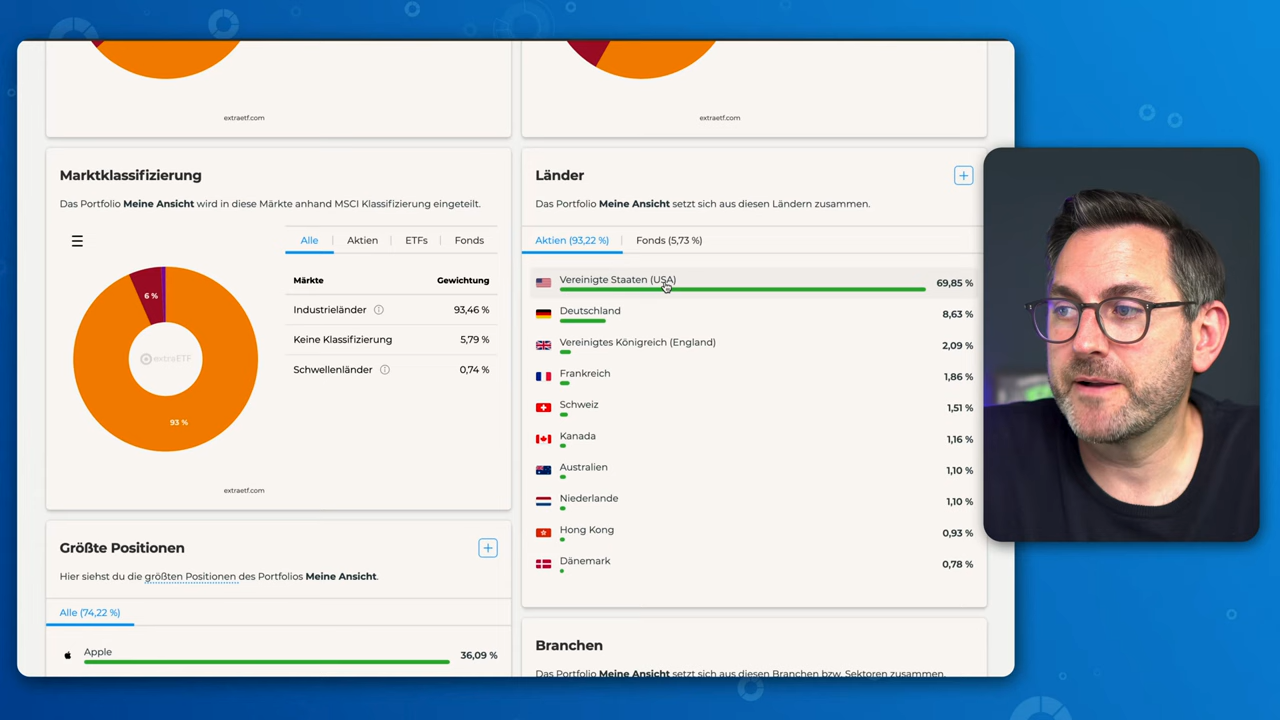 extraetf.com
extraetf.com
Marktklassifizierung
Das Portfolio Meine Ansicht wird in diese Märkte anhand MSCI Klassifizierung eingeteilt.
Alle | Aktien | ETFs | Fonds
Märkte Gewichtung
Industrieländer 93,46 %
Keine Klassifizierung 5,79 %
Schwellenländer 0,74 %
6 %
extraETF
93 %
extraetf.com
Länder
Das Portfolio Meine Ansicht setzt sich aus diesen Ländern zusammen.
Aktien (93,22 %) | Fonds (5,73 %)
Vereinigte Staaten (USA) 69,85 %
Deutschland 8,63 %
Vereinigtes Königreich (England) 2,09 %
Frankreich 1,86 %
Schweiz 1,51 %
Kanada 1,16 %
Australien 1,10 %
Niederlande 1,10 %
Hong Kong 0,93 %
Dänemark 0,78 %
Größte Positionen
Hier siehst du die größten Positionen des Portfolios Meine Ansicht.
Alle (74,22 %)
Apple 36,09 %
Branchen
Das Portfolio Meine Ansicht setzt sich aus diesen Branchen bzw. Sektoren zusammen.